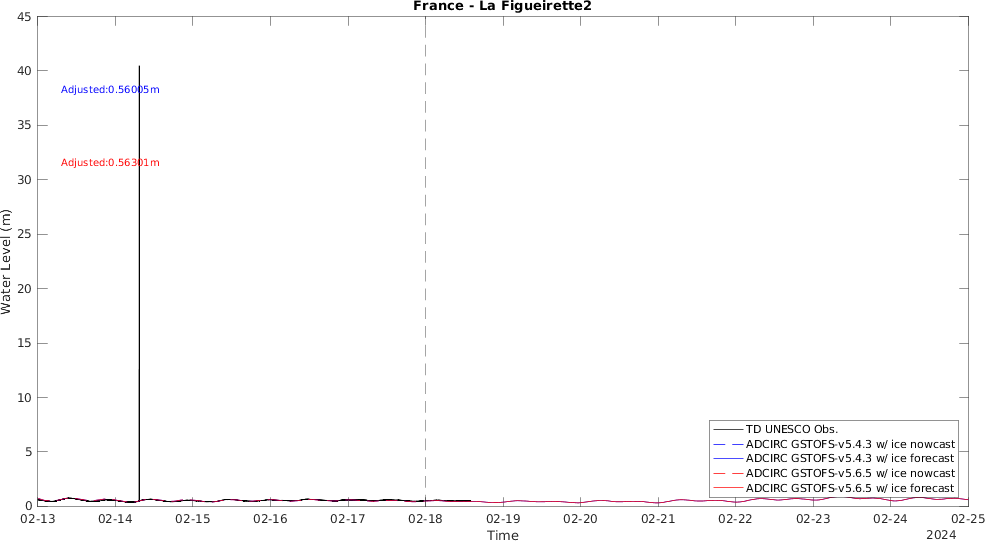 France - La Figueirette2
45
40
35
30
25
20
15
10
5
0
Water Level (m)
Adjusted:0.56005m
Adjusted:0.56301m
TD UNESCO Obs.
ADCIRC GSTOFS-v5.4.3 w/ ice nowcast
ADCIRC GSTOFS-v5.4.3 w/ ice forecast
ADCIRC GSTOFS-v5.6.5 w/ ice nowcast
ADCIRC GSTOFS-v5.6.5 w/ ice forecast
02-13 02-14 02-15 02-16 02-17 02-18 02-19 02-20 02-21 02-22 02-23 02-24 02-25
Time
2024